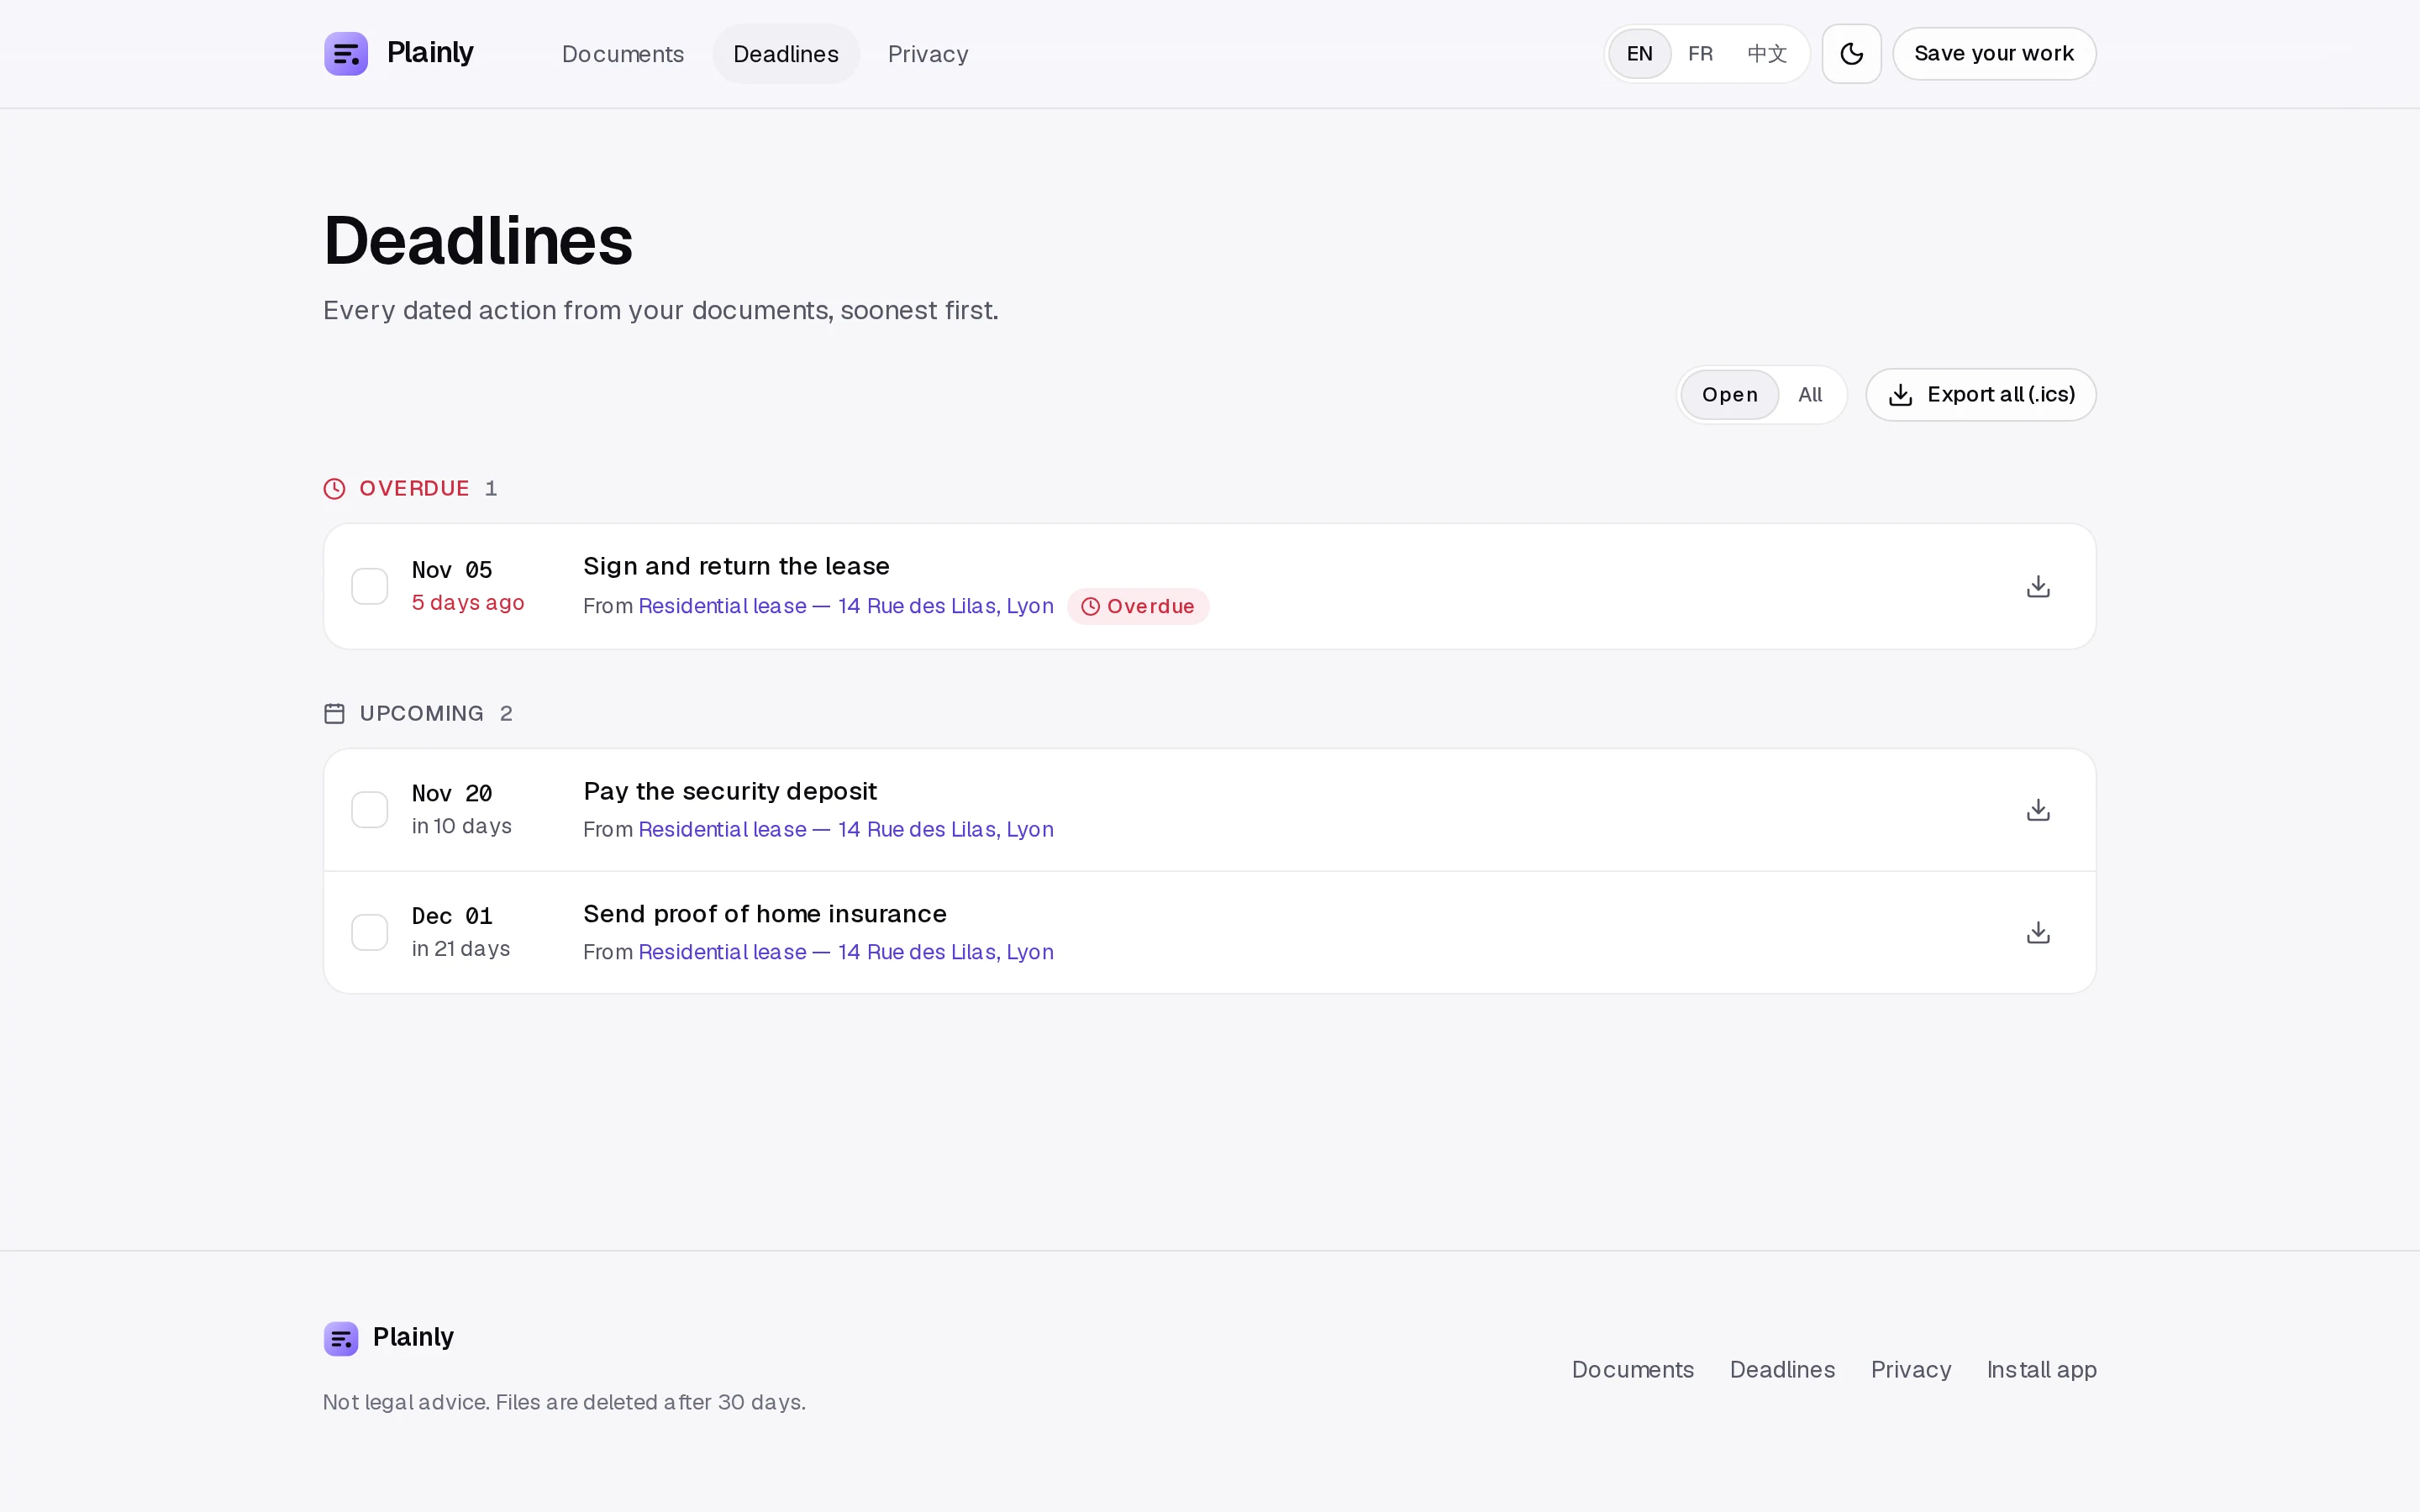 Plainly
Documents
Deadlines
Privacy
EN
FR
中文
Save your work
Deadlines
Every dated action from your documents, soonest first.
Open
All
Export all (.ics)
OVERDUE 1
Nov 05
5 days ago
Sign and return the lease
From Residential lease — 14 Rue des Lilas, Lyon
Overdue
UPCOMING 2
Nov 20
in 10 days
Pay the security deposit
From Residential lease — 14 Rue des Lilas, Lyon
Dec 01
in 21 days
Send proof of home insurance
From Residential lease — 14 Rue des Lilas, Lyon
Plainly
Not legal advice. Files are deleted after 30 days.
Documents
Deadlines
Privacy
Install app